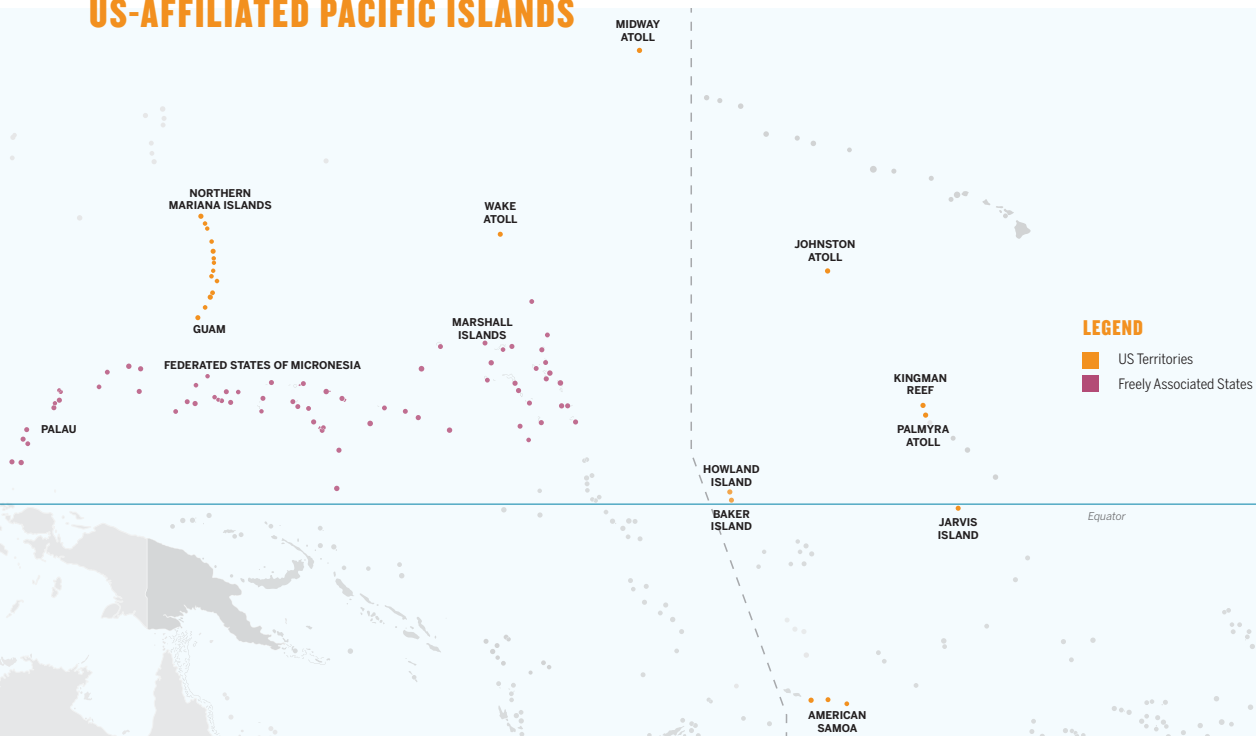 US-AFFILIATED PACIFIC ISLANDS
MIDWAY
ATOLL
NORTHERN
MARIANA ISLANDS
WAKE
ATOLL
JOHNSTON
ATOLL
GUAM
MARSHALL
ISLANDS
LEGEND
US Territories
Freely Associated States
FEDERATED STATES OF MICRONESIA
KINGMAN
REEF
PALAU
PALMYRA
ATOLL
HOWLAND
ISLAND
BAKER
ISLAND
JARVIS
ISLAND
Equator
AMERICAN
SAMOA